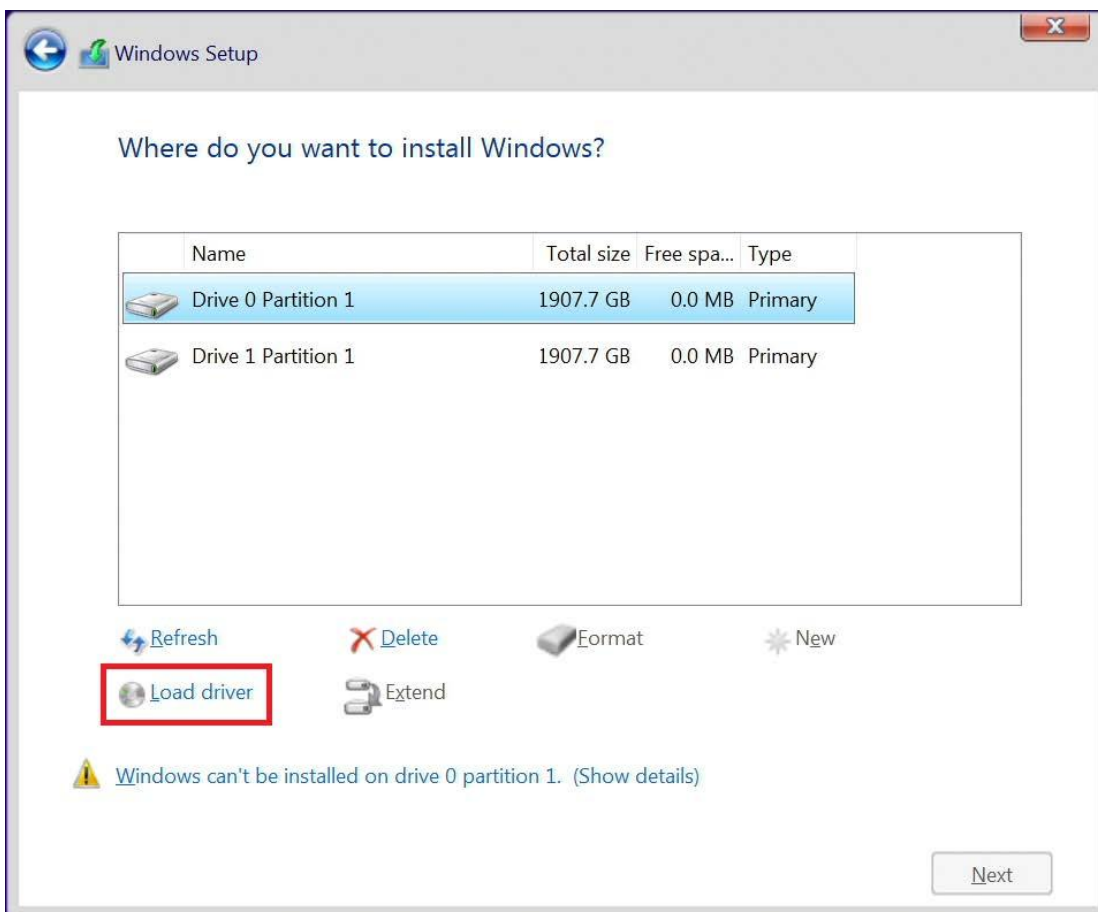 Windows Setup
Where do you want to install Windows?
Name Total size Free spa... Type
Drive 0 Partition 1 1907.7 GB 0.0 MB Primary
Drive 1 Partition 1 1907.7 GB 0.0 MB Primary
Refresh Delete Format New
Load driver Extend
Windows can't be installed on drive 0 partition 1. (Show details)
Next